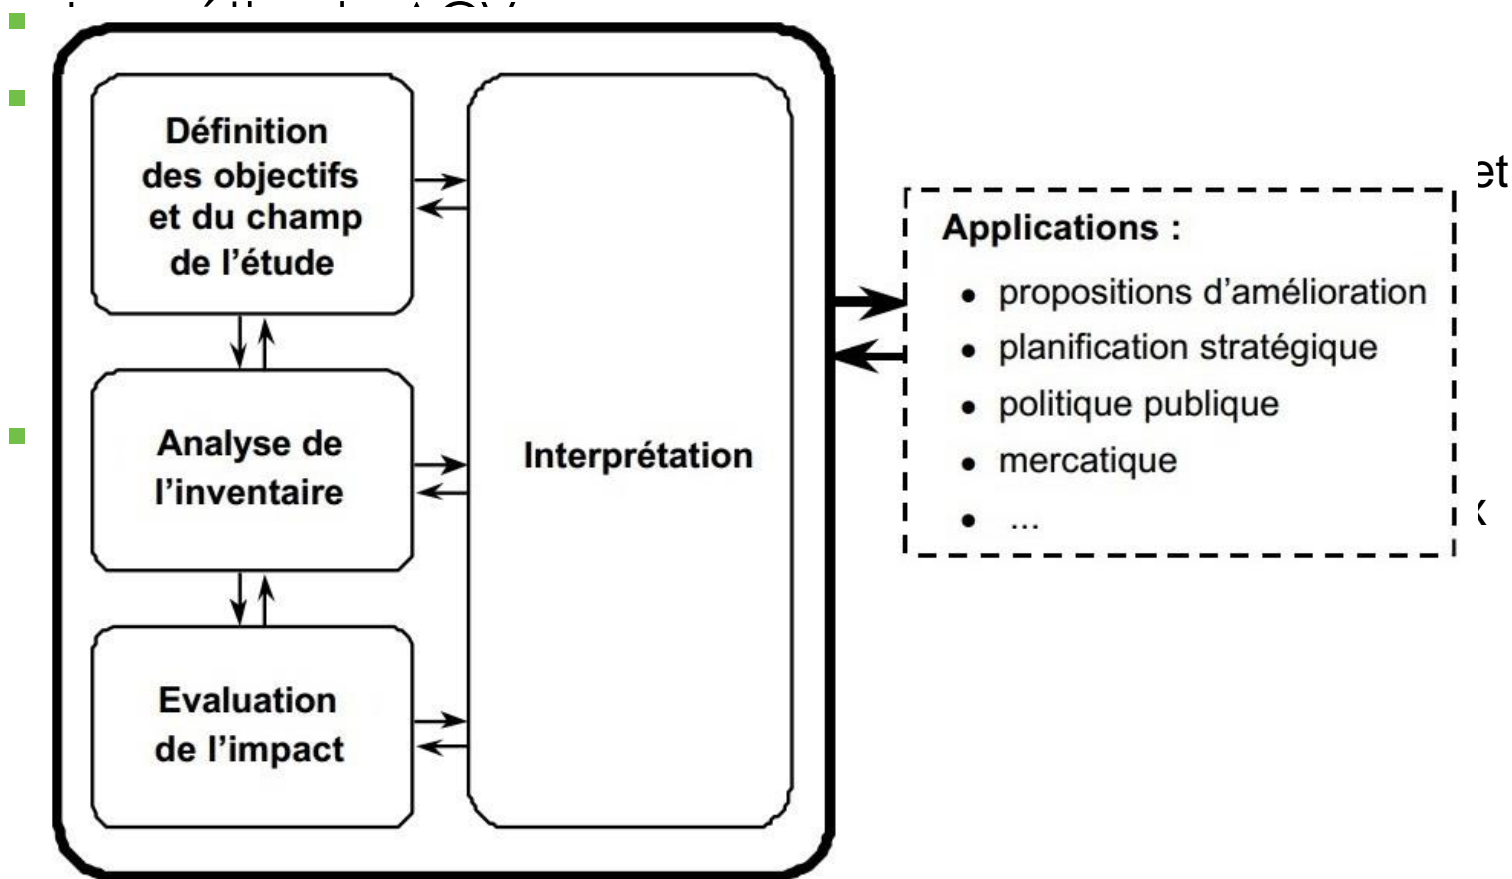 Définition
des objectifs
et du champ
de l'étude
Analyse de
l'inventaire
Evaluation
de l'impact
Interprétation
et
Applications :
• propositions d'amélioration
• planification stratégique
• politique publique
• mercatique
• ...
x